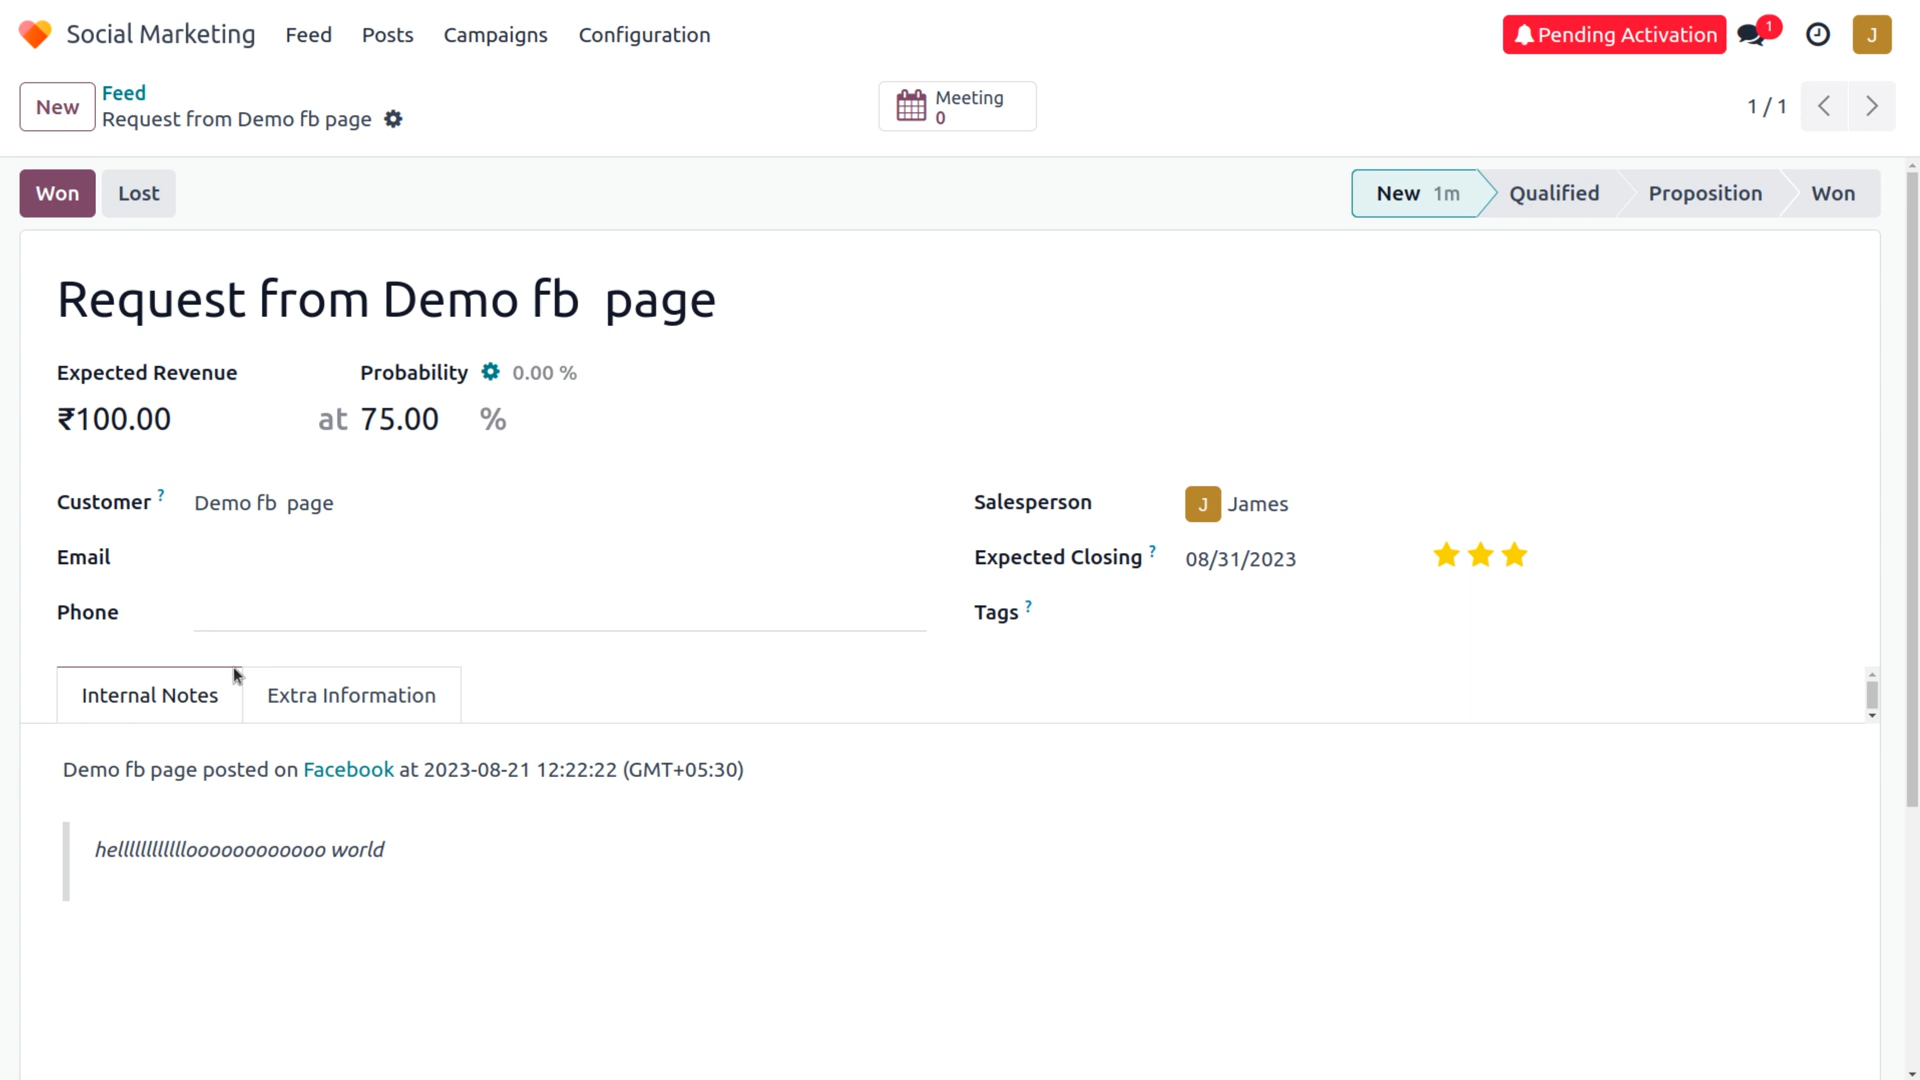 Social Marketing Feed Posts Campaigns Configuration Pending Activation 1 J
New Feed Meeting 1 / 1
Request from Demo fb page 0
Won Lost New 1m Qualified Proposition Won
Request from Demo fb page
Expected Revenue Probability 0.00 %
₹100.00 at 75.00 %
Customer ? Demo fb page Salesperson J James
Email Expected Closing ? 08/31/2023
Phone Tags ?
Internal Notes Extra Information
Demo fb page posted on Facebook at 2023-08-21 12:22:22 (GMT+05:30)
world